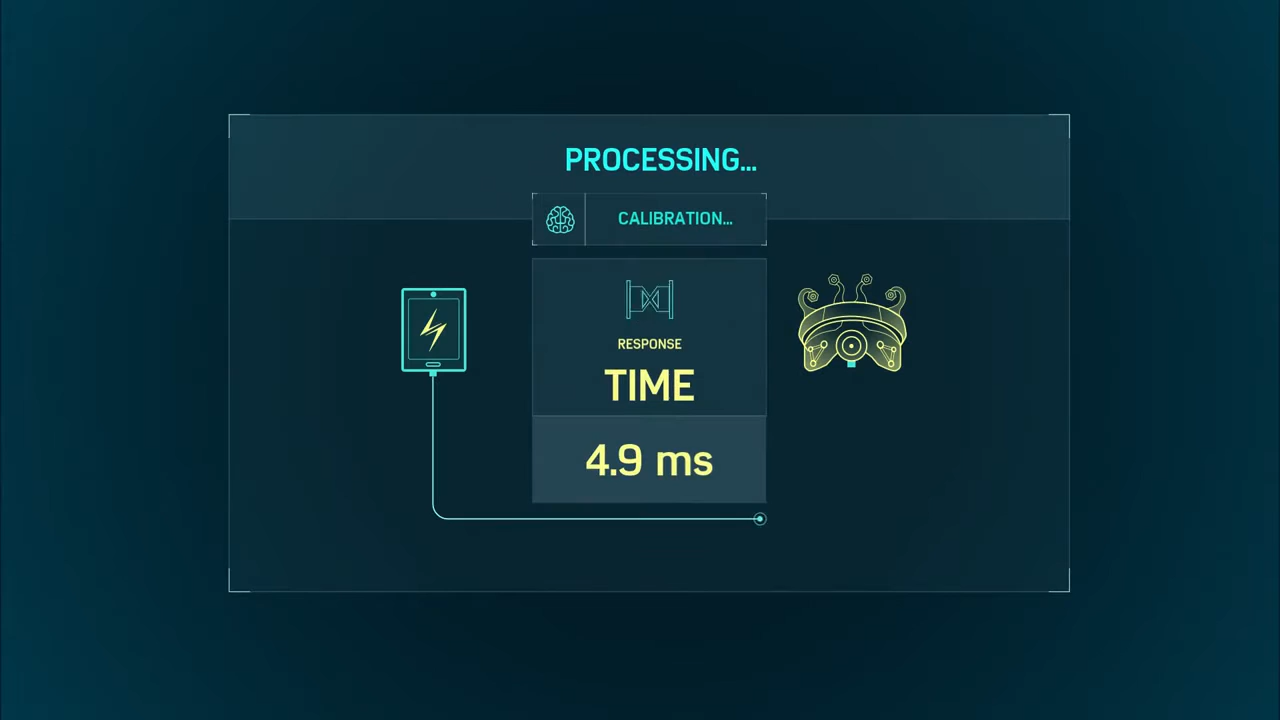 PROCESSING...
CALIBRATION...
RESPONSE
TIME
4.9 ms